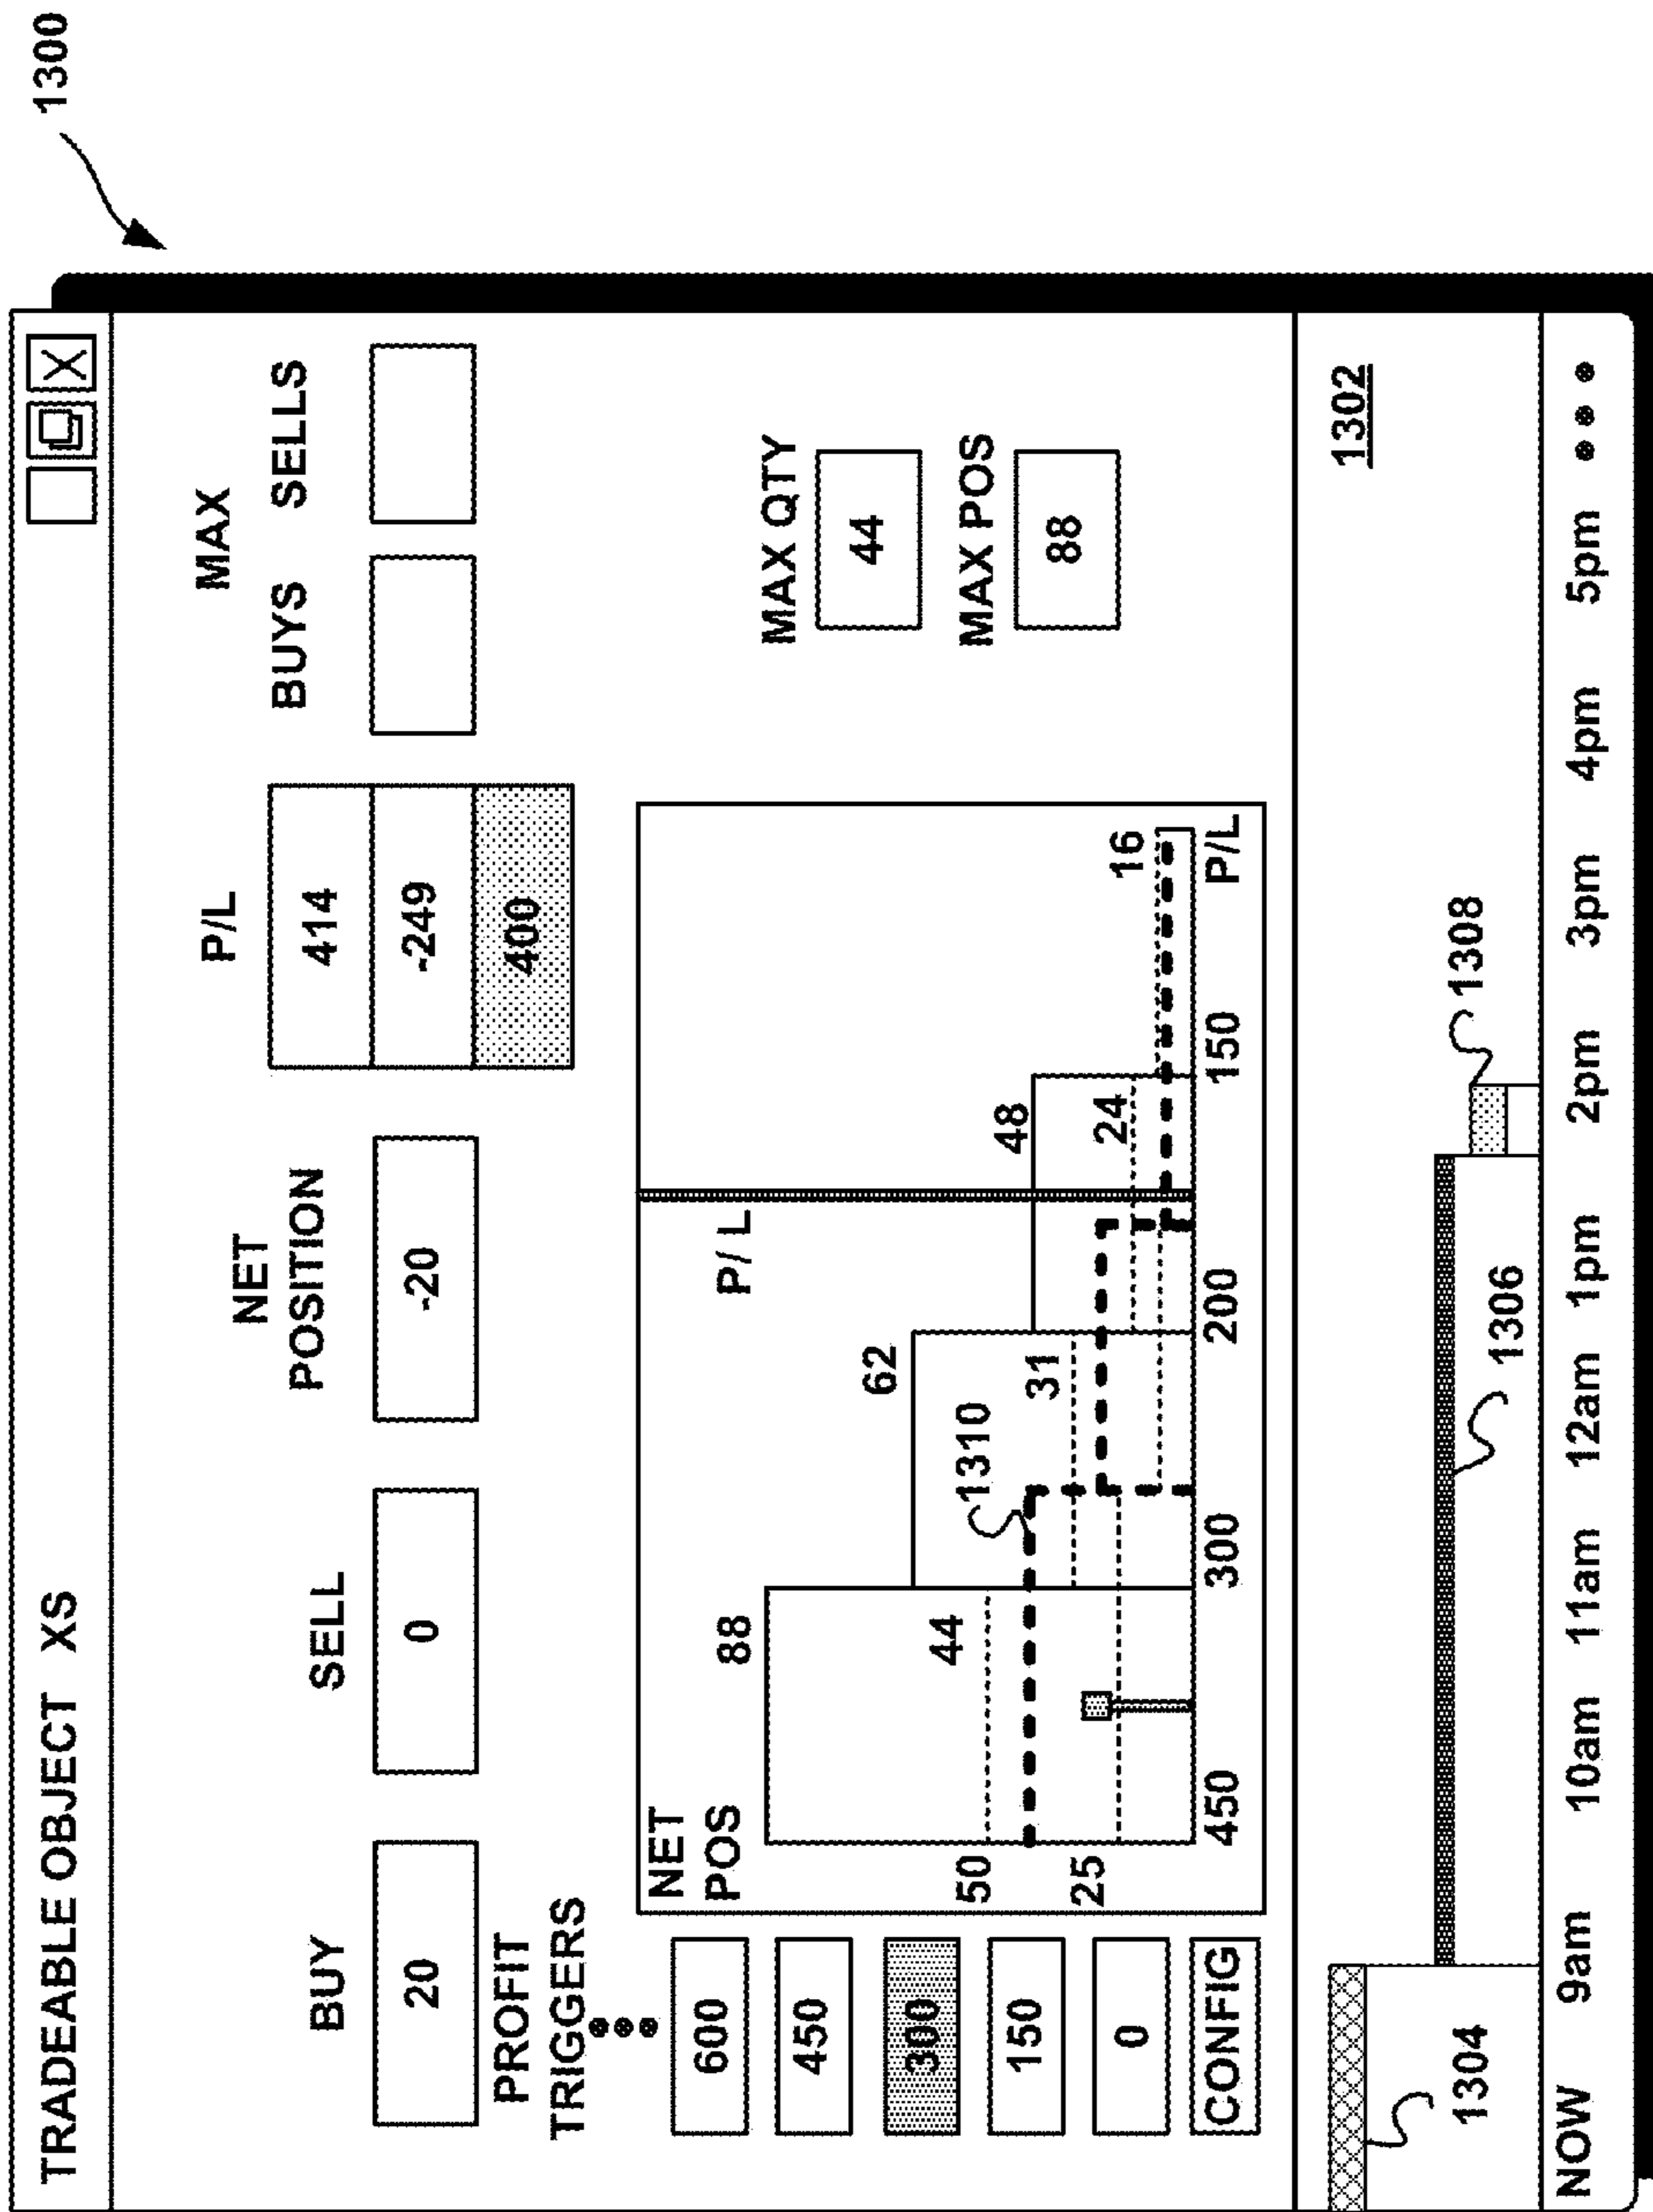 1300
TRADEABLE OBJECT XS
X
BUY SELL NET POSITION P/L MAX
BUYS SELLS
20 0 -20 414
-249
400
PROFIT
TRIGGERS
600
450
300
150
0
CONFIG
NET
POS
P/L
88
62
50
44
1310
48
31
25
24
16
450 300 200 150 P/L
MAX QTY
44
MAX POS
88
1302
1304
1306
1308
NOW 9am 10am 11am 12am 1pm 2pm 3pm 4pm 5pm